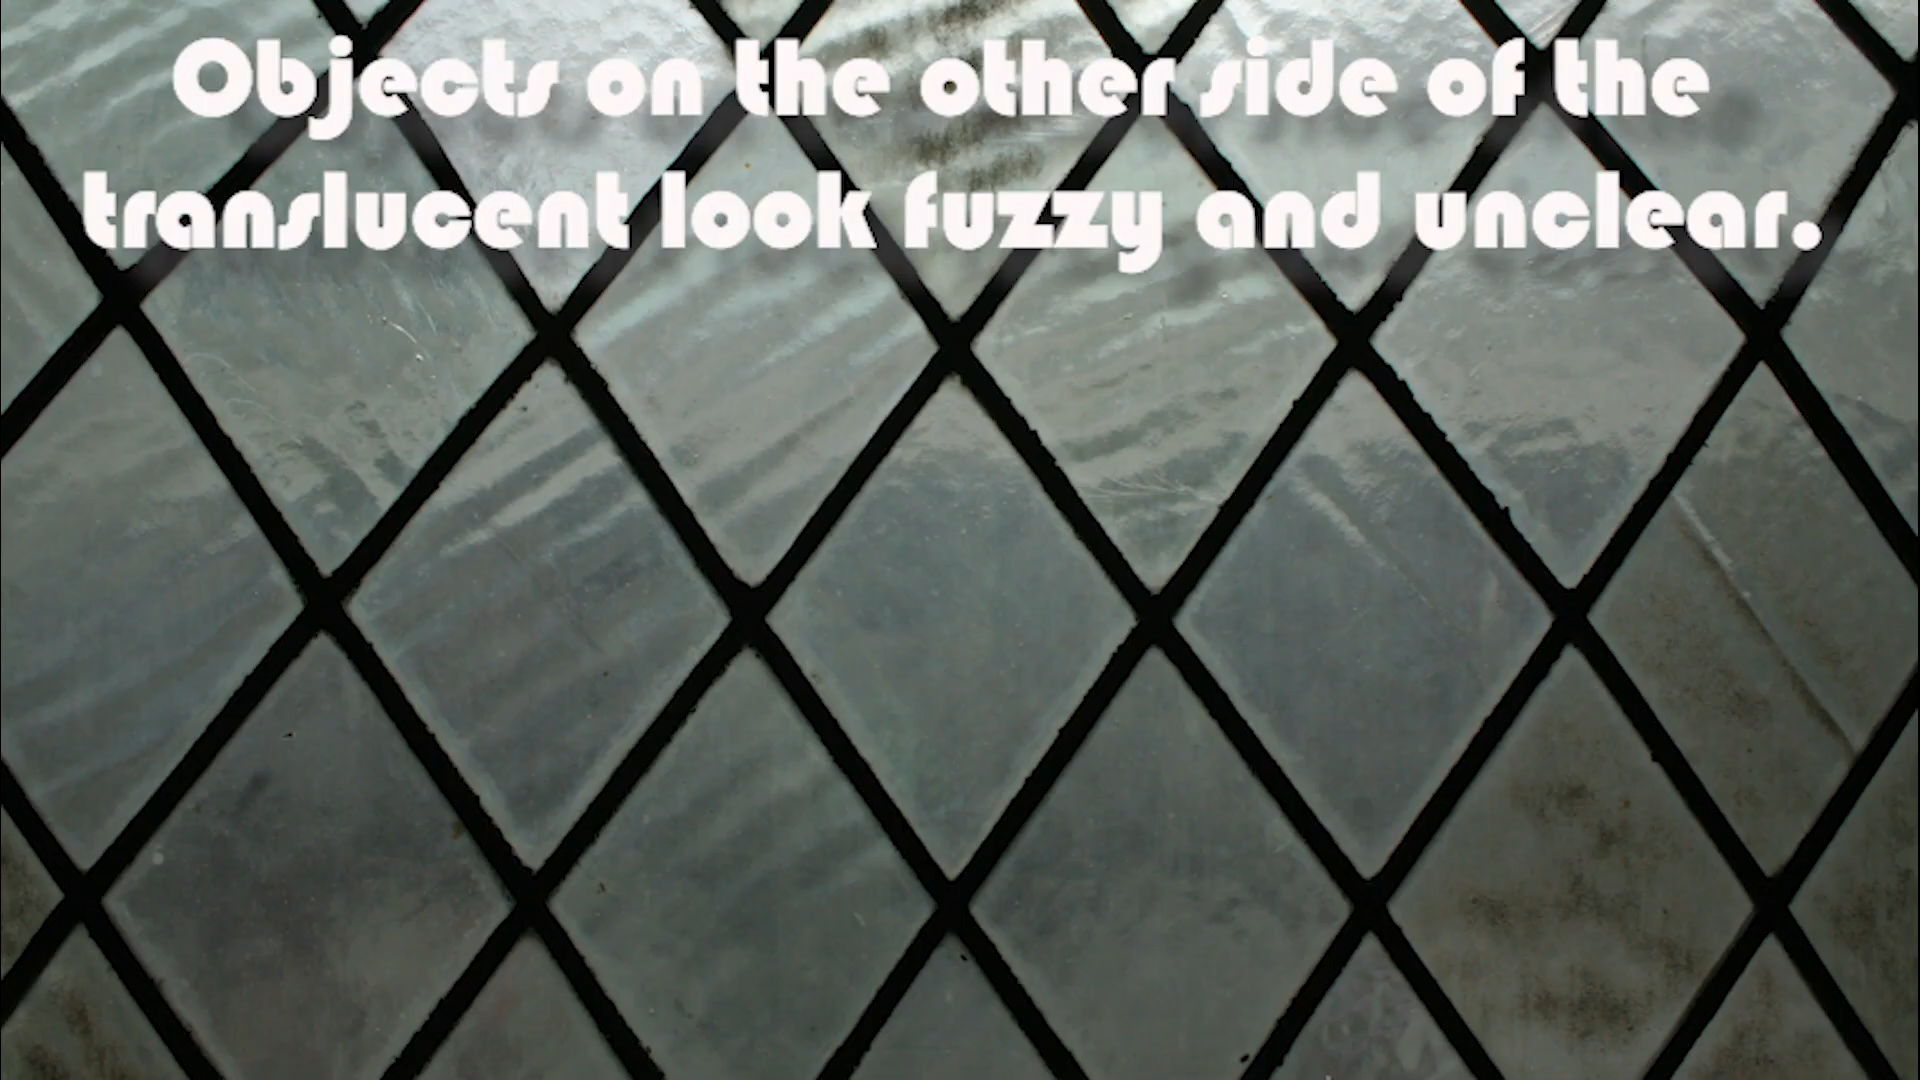 Objects on the other side of the
translucent look fuzzy and unclear.